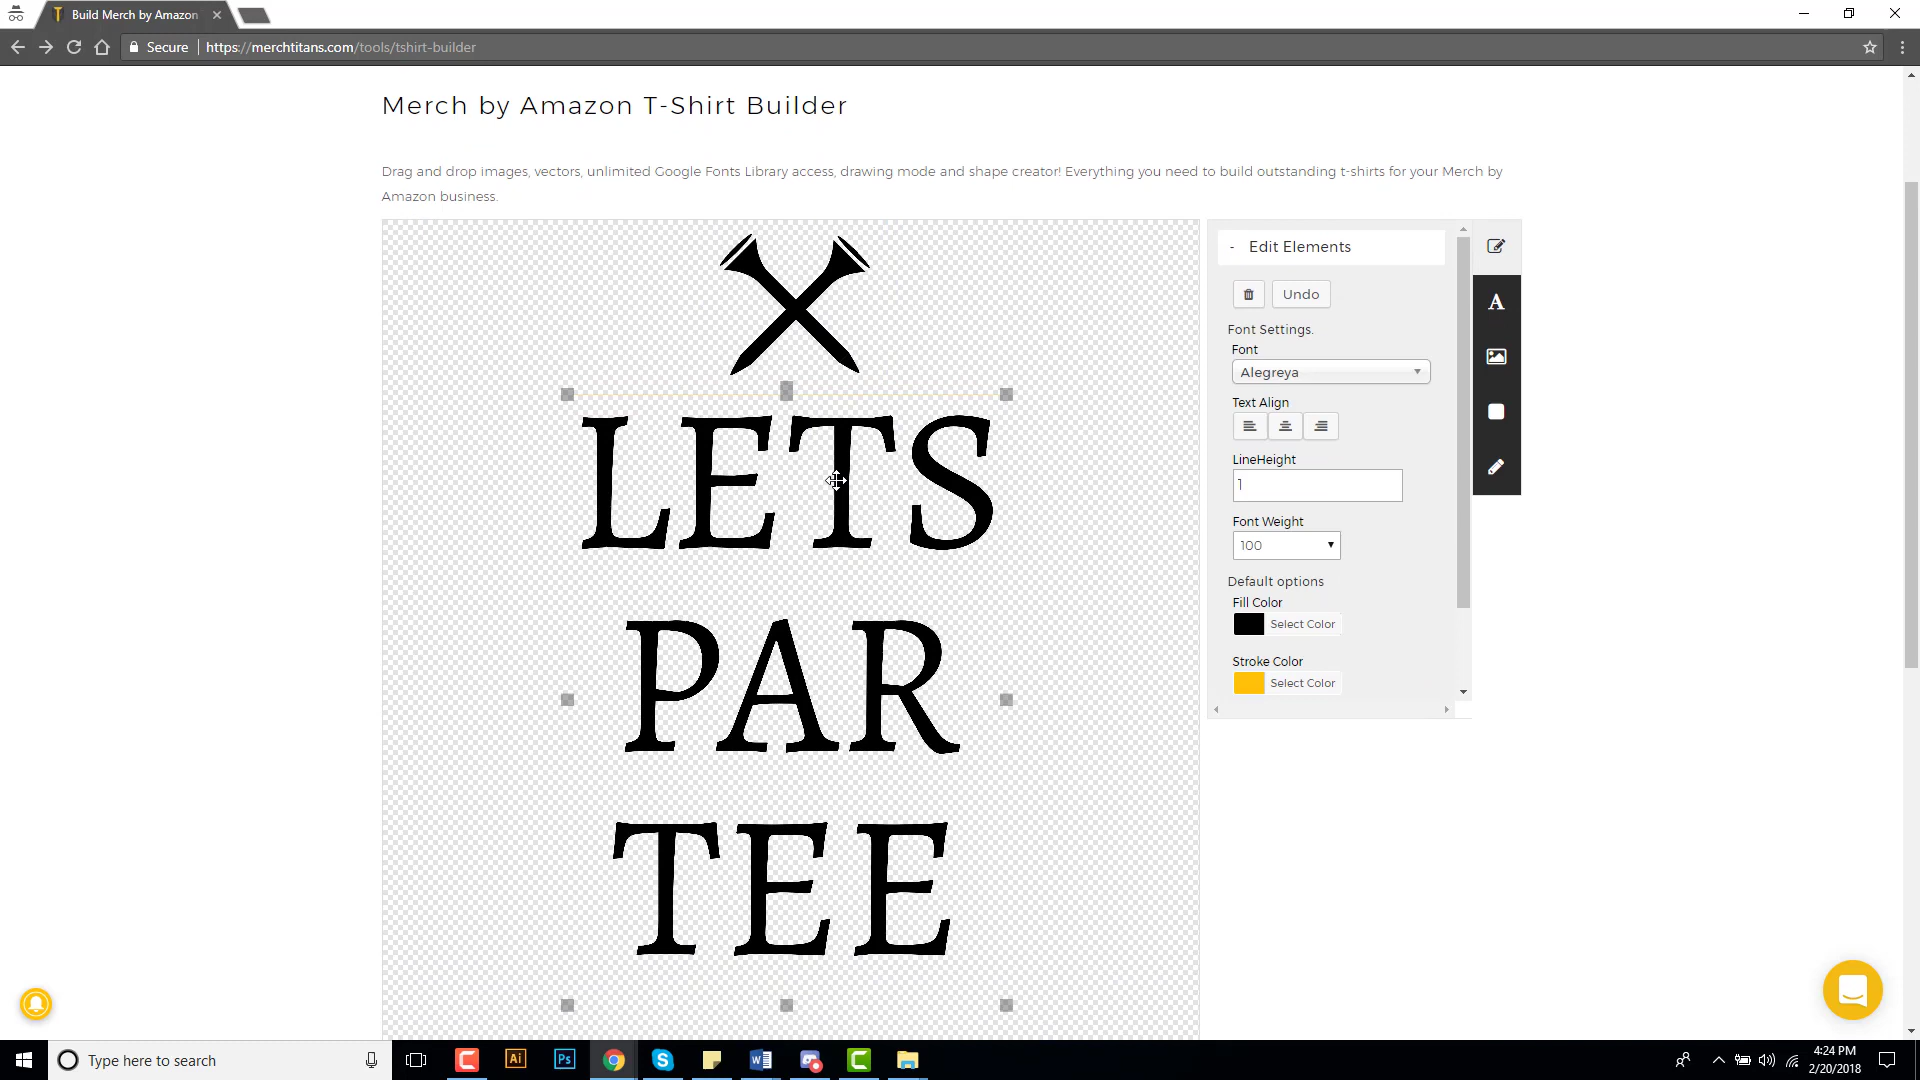 Build Merch by Amazon
Secure
https://merchtitans.com/tools/tshirt-builder
Merch by Amazon T-Shirt Builder
Drag and drop images, vectors, unlimited Google Fonts Library access, drawing mode and shape creator! Everything you need to build outstanding t-shirts for your Merch by
Amazon business.
- Edit Elements
Undo
Font Settings.
Font
Alegreya
Text Align
LineHeight
1
Font Weight
100
Default options
Fill Color
Select Color
Stroke Color
Select Color
A
LETS
PAR
TEE
Type here to search
Ai
Ps
4:24 PM
2/20/2018